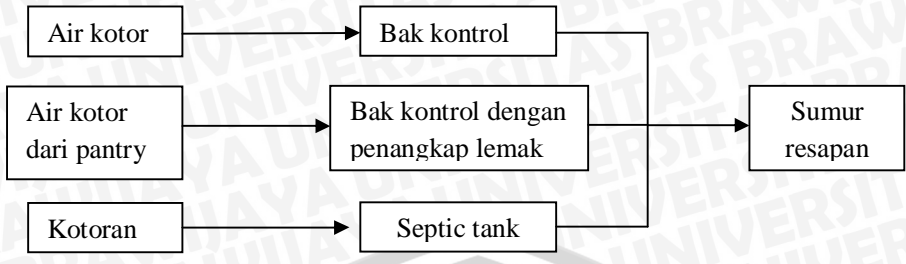 Air kotor
Bak kontrol
Air kotor
dari pantry
Bak kontrol dengan
penangkap lemak
Sumur
resapan
Kotoran
Septic tank